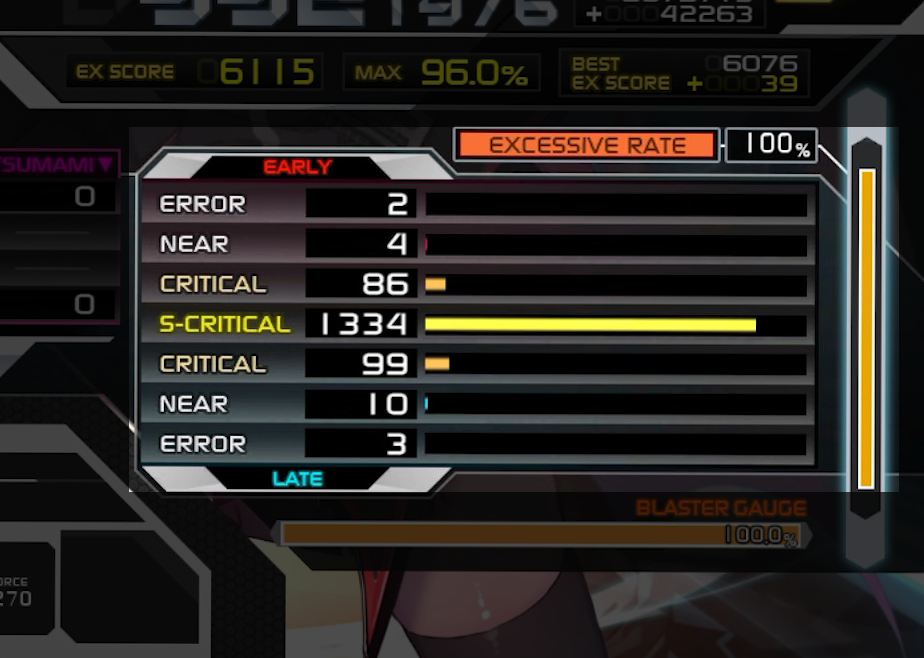 +00042263
EX SCORE 06115 MAX 96.0% BEST EX SCORE 06076 +00039
EXCESSIVE RATE 100%
TSUMAMI▼
0
0
EARLY
ERROR 2
NEAR 4
CRITICAL 86
S-CRITICAL 1334
CRITICAL 99
NEAR 10
ERROR 3
LATE
BLASTER GAUGE
100.0%